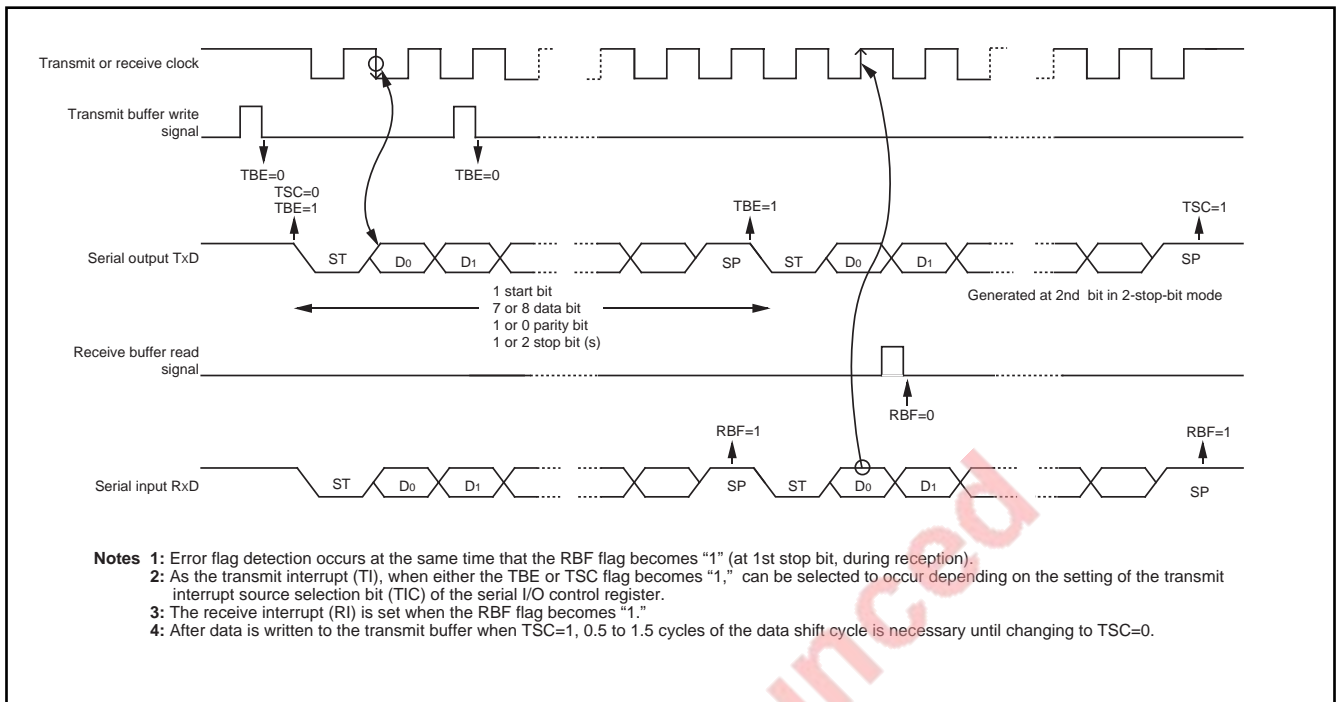 Transmit or receive clock
Transmit buffer write
signal
TBE=0
TBE=0
TSC=0
TBE=1
TBE=1
TSC=1
Serial output TxD
ST
D0
D1
SP
ST
D0
D1
SP
1 start bit
7 or 8 data bit
1 or 0 parity bit
1 or 2 stop bit (s)
Generated at 2nd bit in 2-stop-bit mode
Receive buffer read
signal
RBF=0
RBF=1
RBF=1
Serial input RxD
ST
D0
D1
SP
ST
D0
D1
SP
Notes 1: Error flag detection occurs at the same time that the RBF flag becomes “1” (at 1st stop bit, during reception).
2: As the transmit interrupt (TI), when either the TBE or TSC flag becomes “1,” can be selected to occur depending on the setting of the transmit
interrupt source selection bit (TIC) of the serial I/O control register.
3: The receive interrupt (RI) is set when the RBF flag becomes “1.”
4: After data is written to the transmit buffer when TSC=1, 0.5 to 1.5 cycles of the data shift cycle is necessary until changing to TSC=0.
unced